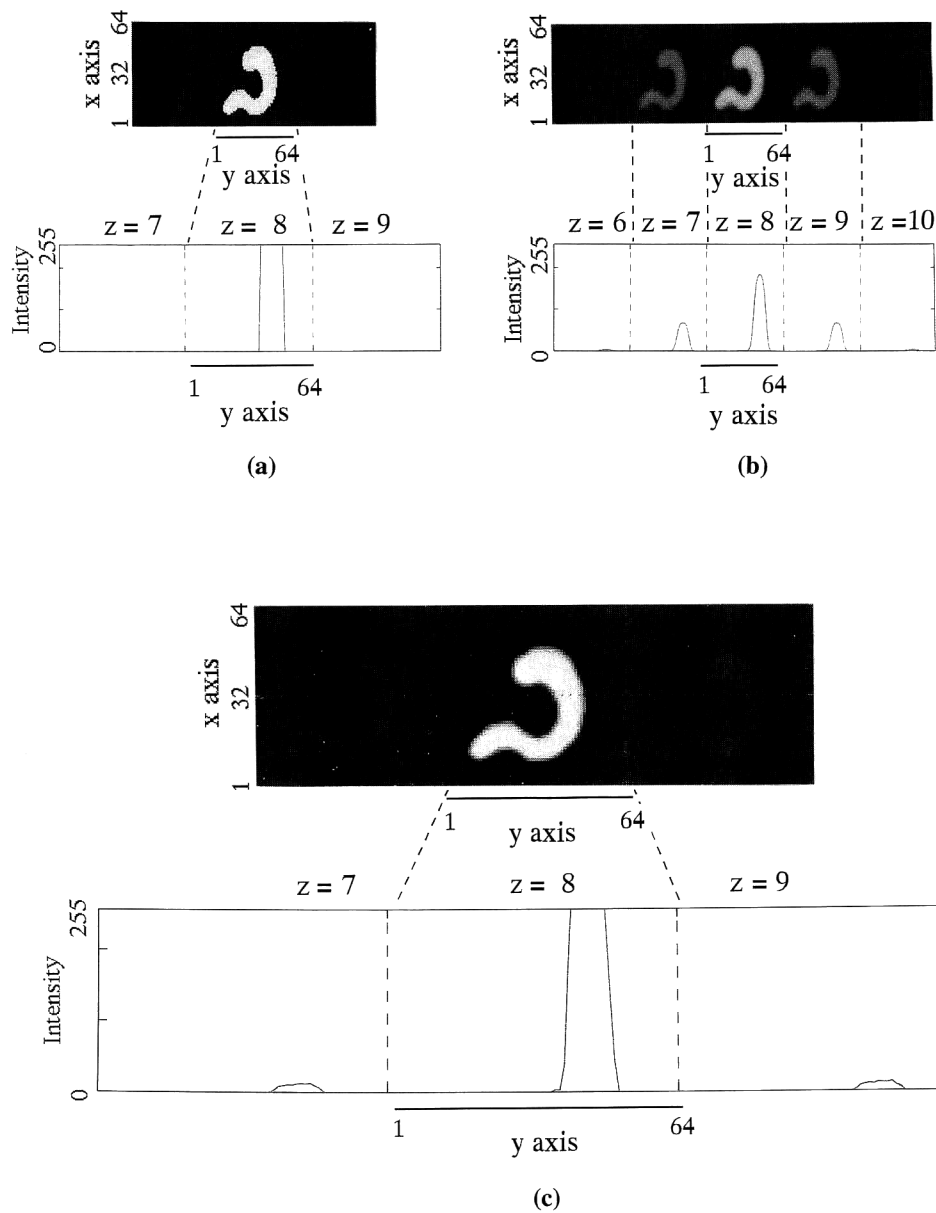 x axis
64
32
1
1 64
y axis
z = 7 z = 8 z = 9
Intensity
255
0
1 64
y axis
(a)
x axis
64
32
1
1 64
y axis
z = 6 z = 7 z = 8 z = 9 z =10
Intensity
255
0
1 64
y axis
(b)
x axis
64
32
1
1 64
y axis
z = 7 z = 8 z = 9
Intensity
255
0
1 64
y axis
(c)